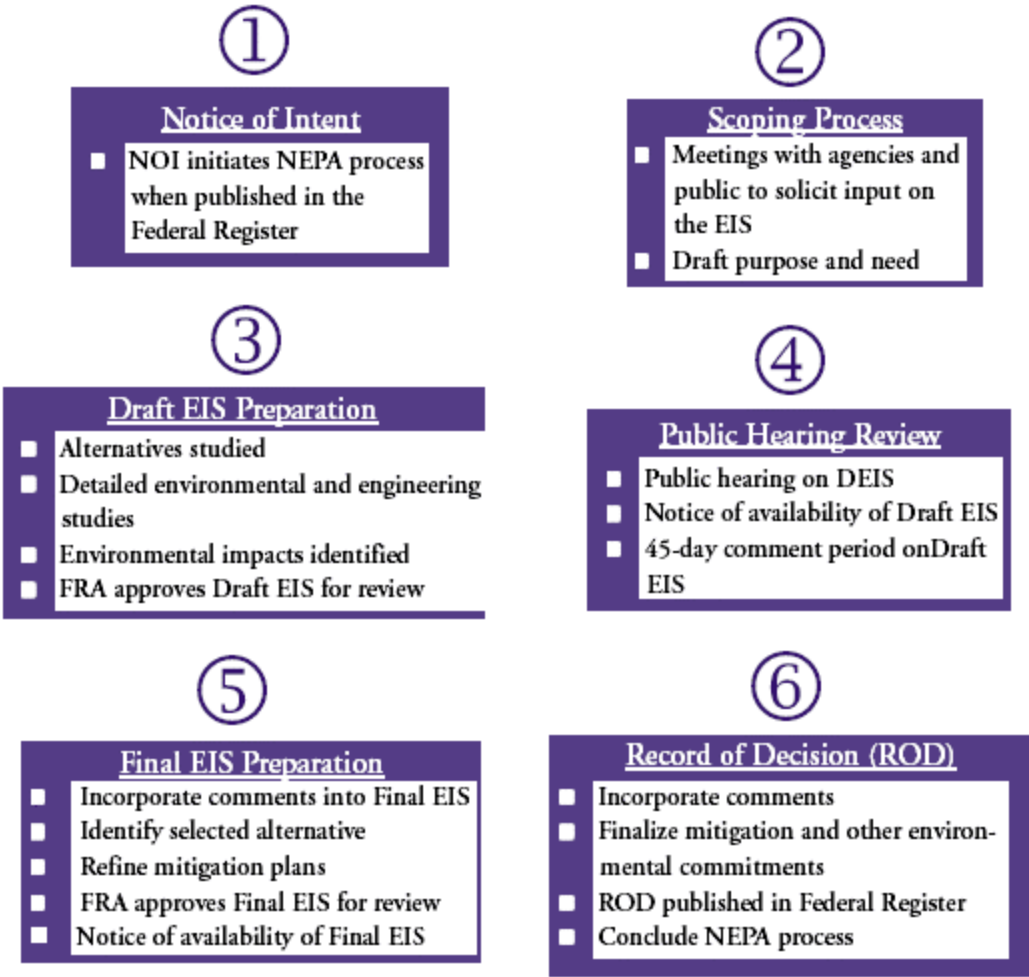 1
Notice of Intent
NOI initiates NEPA process
when published in the
Federal Register
2
Scoping Process
Meetings with agencies and
public to solicit input on
the EIS
Draft purpose and need
3
Draft EIS Preparation
Alternatives studied
Detailed environmental and engineering
studies
Environmental impacts identified
FRA approves Draft EIS for review
4
Public Hearing Review
Public hearing on DEIS
Notice of availability of Draft EIS
45-day comment period onDraft
EIS
5
Final EIS Preparation
Incorporate comments into Final EIS
Identify selected alternative
Refine mitigation plans
FRA approves Final EIS for review
Notice of availability of Final EIS
6
Record of Decision (ROD)
Incorporate comments
Finalize mitigation and other environ-
mental commitments
ROD published in Federal Register
Conclude NEPA process